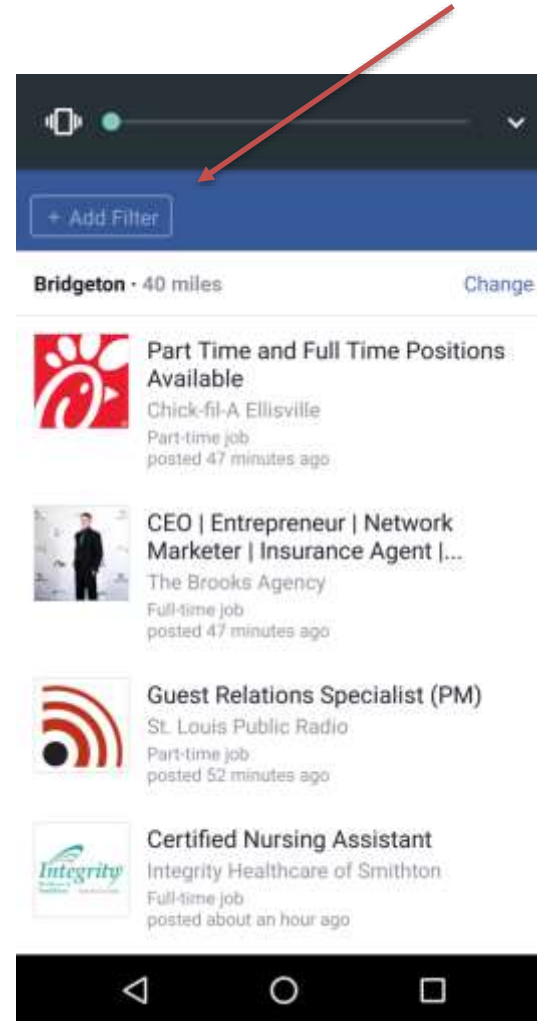 + Add Filter
Bridgeton · 40 miles
Change
Part Time and Full Time Positions
Available
Chick-fil-A Ellisville
Part-time job
posted 47 minutes ago
CEO | Entrepreneur | Network
Marketer | Insurance Agent |...
The Brooks Agency
Full-time job
posted 47 minutes ago
Guest Relations Specialist (PM)
St. Louis Public Radio
Part-time job
posted 52 minutes ago
Integrity
Certified Nursing Assistant
Integrity Healthcare of Smithton
Full-time job
posted about an hour ago